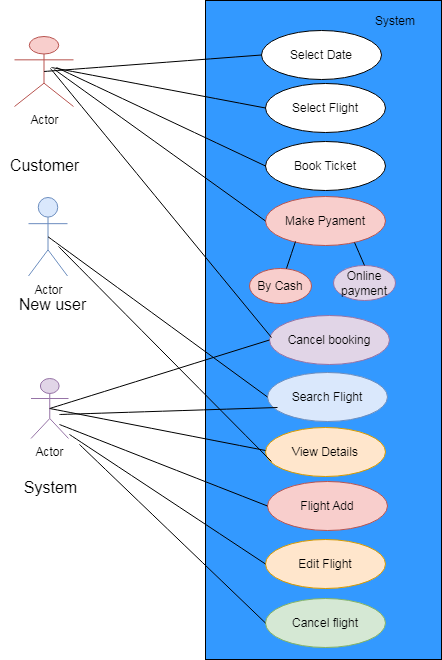 System
Select Date
Select Flight
Actor
Book Ticket
Customer
Make Pyament
By Cash
Online
payment
Actor
New user
Cancel booking
Search Flight
Actor
View Details
System
Flight Add
Edit Flight
Cancel flight